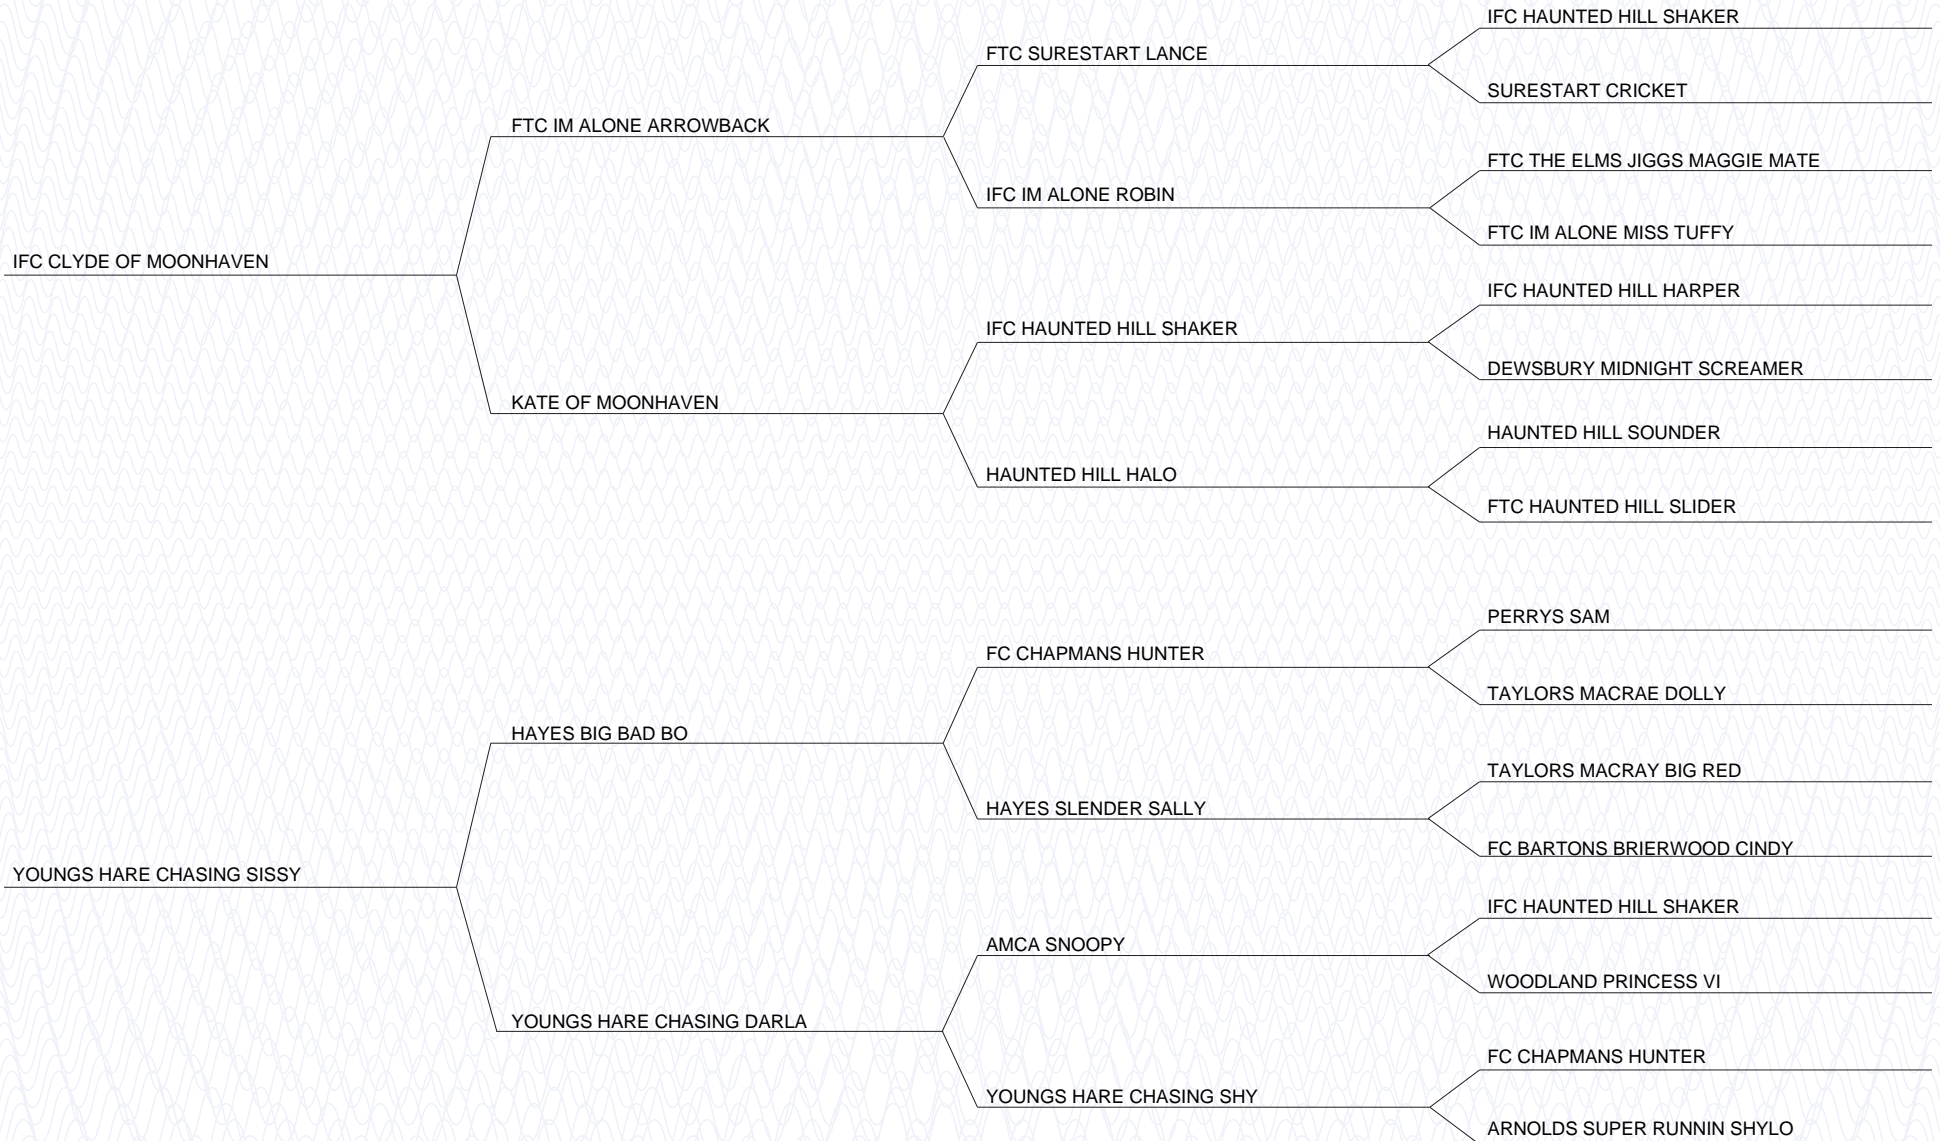 IFC HAUNTED HILL SHAKER
FTC SURESTART LANCE
SURESTART CRICKET
FTC IM ALONE ARROWBACK
FTC THE ELMS JIGGS MAGGIE MATE
IFC IM ALONE ROBIN
FTC IM ALONE MISS TUFFY
IFC CLYDE OF MOONHAVEN
IFC HAUNTED HILL HARPER
IFC HAUNTED HILL SHAKER
DEWSBURY MIDNIGHT SCREAMER
KATE OF MOONHAVEN
HAUNTED HILL SOUNDER
HAUNTED HILL HALO
FTC HAUNTED HILL SLIDER
PERRYS SAM
FC CHAPMANS HUNTER
TAYLORS MACRAE DOLLY
HAYES BIG BAD BO
TAYLORS MACRAY BIG RED
HAYES SLENDER SALLY
FC BARTONS BRIERWOOD CINDY
YOUNGS HARE CHASING SISSY
IFC HAUNTED HILL SHAKER
AMCA SNOOPY
WOODLAND PRINCESS VI
YOUNGS HARE CHASING DARLA
FC CHAPMANS HUNTER
YOUNGS HARE CHASING SHY
ARNOLDS SUPER RUNNIN SHYLO